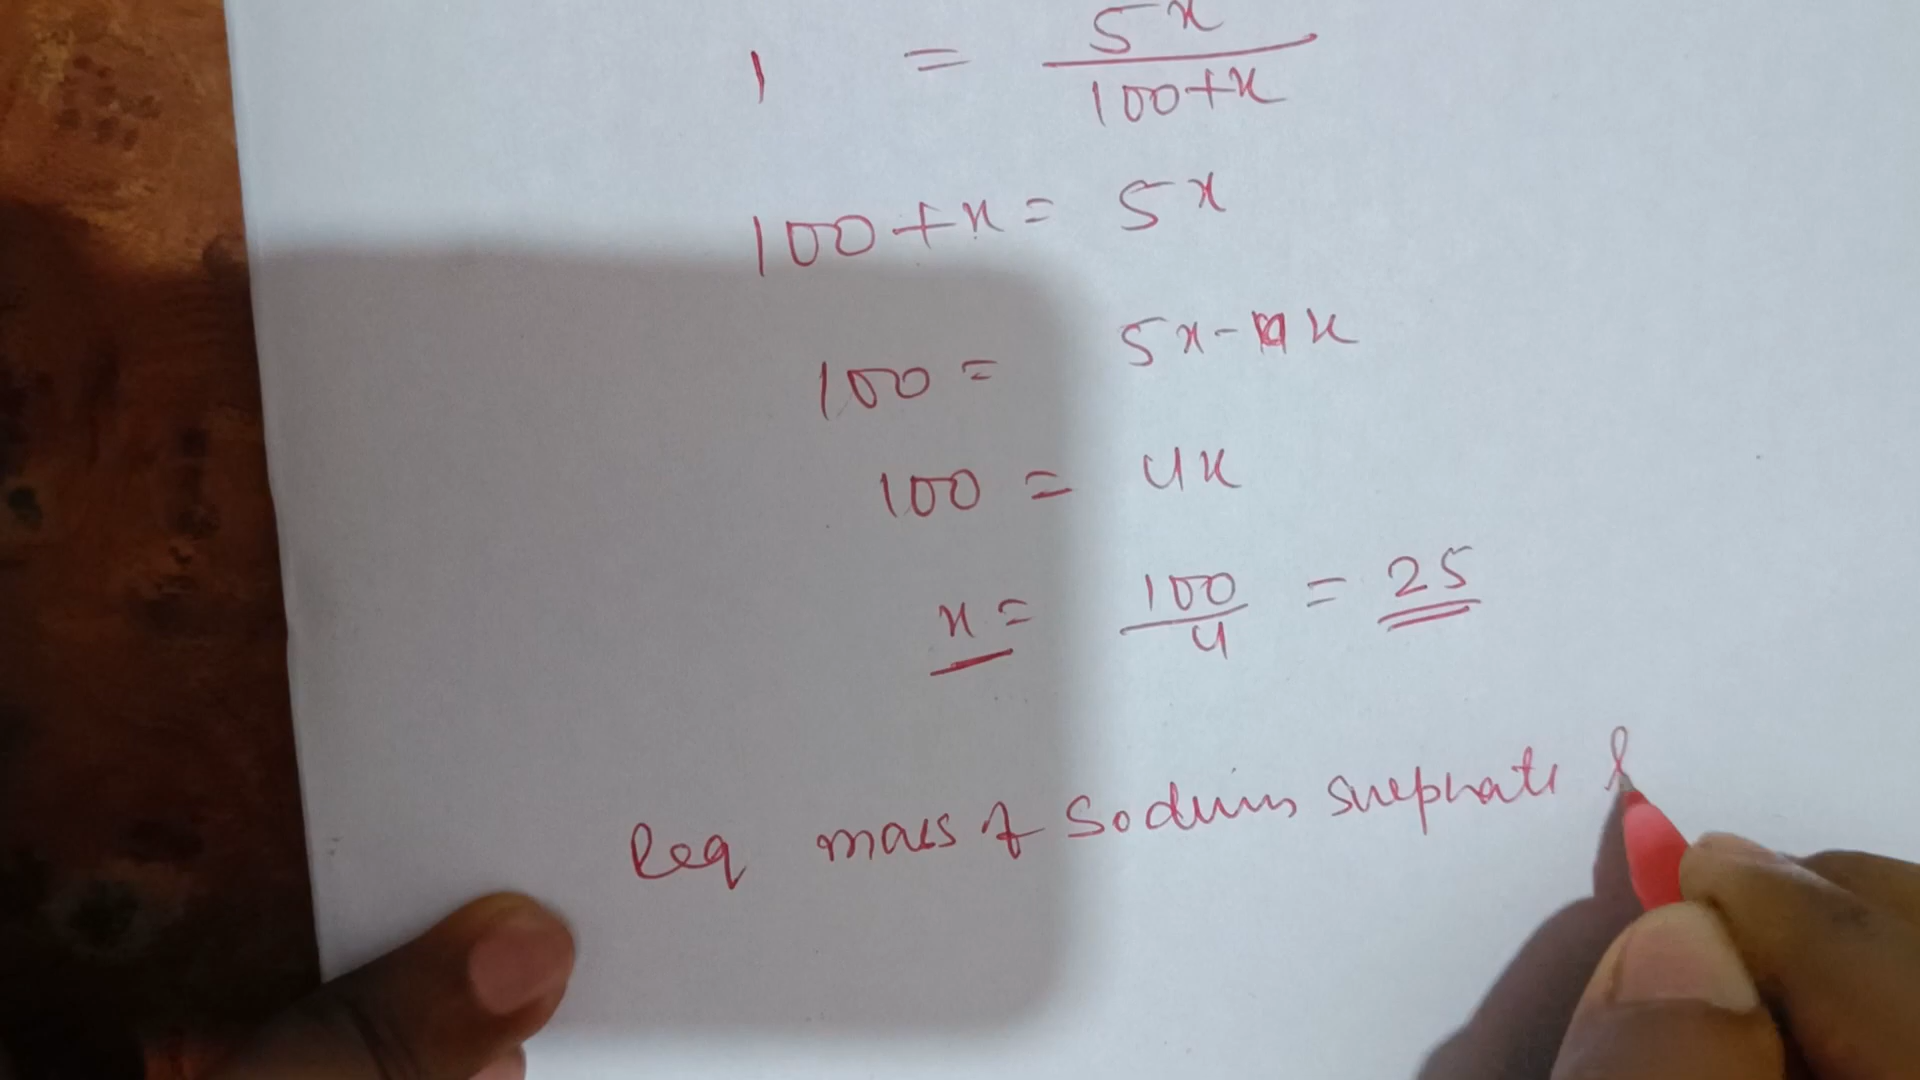 1 = 5x / 100+x
100+x = 5x
100 = 5x-x
100 = 4x
x = 100/4 = 25
Req mass of Sodium sulphate